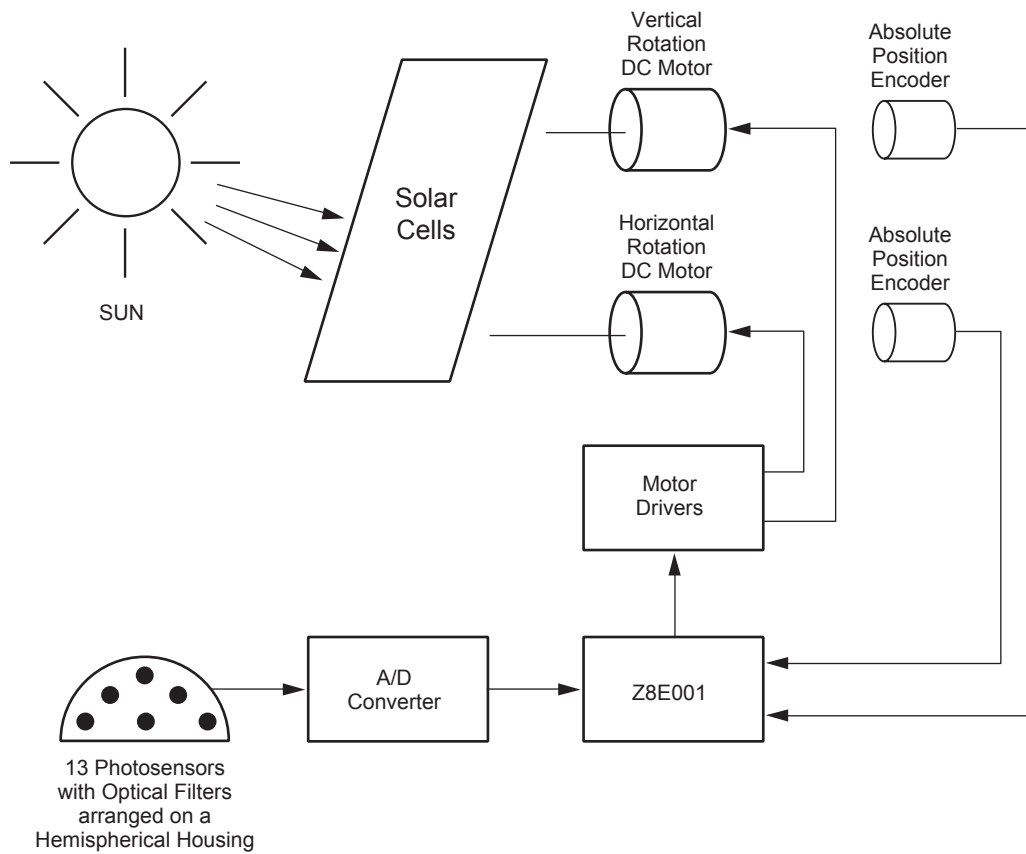 Vertical
Rotation
DC Motor
Absolute
Position
Encoder
Solar
Cells
SUN
Horizontal
Rotation
DC Motor
Absolute
Position
Encoder
Motor
Drivers
A/D
Converter
Z8E001
13 Photosensors
with Optical Filters
arranged on a
Hemispherical Housing